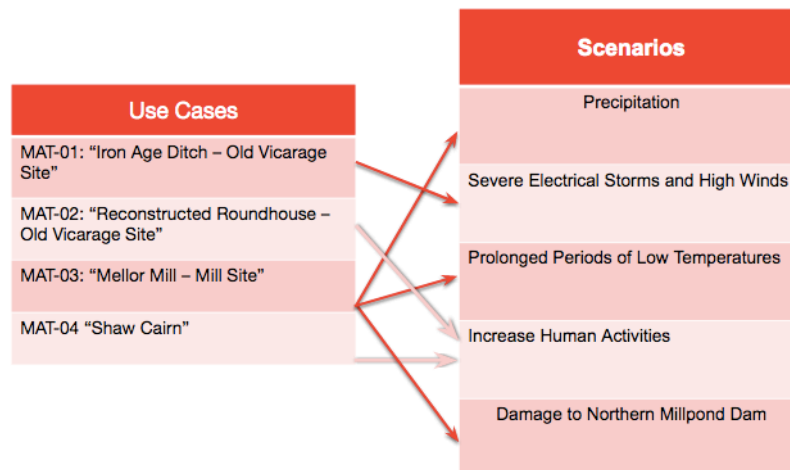 Use Cases
MAT-01: “Iron Age Ditch – Old Vicarage
Site”
MAT-02: “Reconstructed Roundhouse –
Old Vicarage Site”
MAT-03: “Mellor Mill – Mill Site”
MAT-04 “Shaw Cairn”
Scenarios
Precipitation
Severe Electrical Storms and High Winds
Prolonged Periods of Low Temperatures
Increase Human Activities
Damage to Northern Millpond Dam